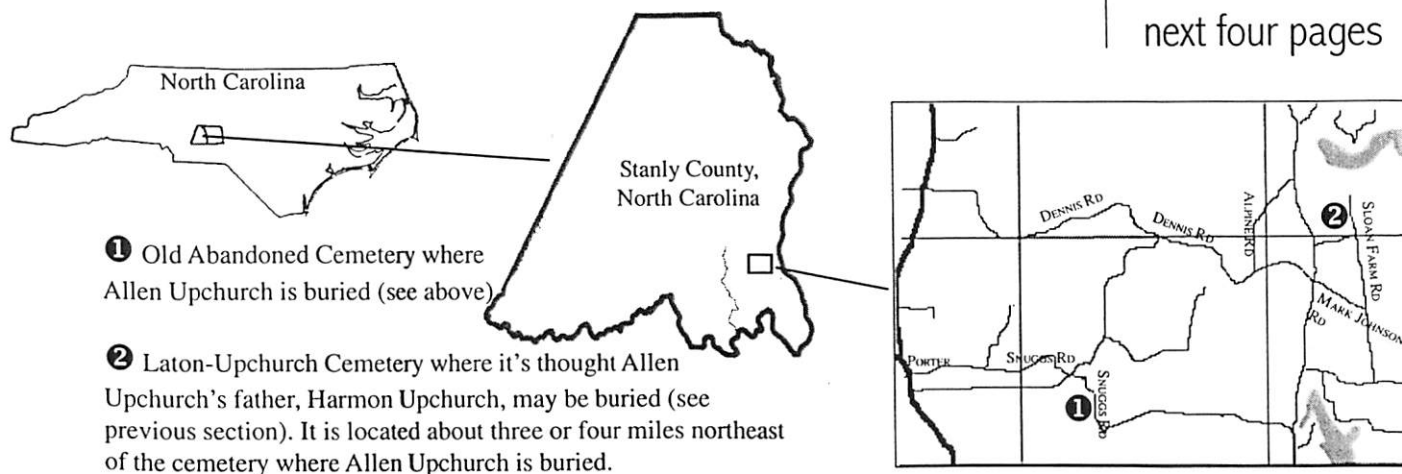 next four pages
North Carolina
Stanly County,
North Carolina
❶ Old Abandoned Cemetery where
Allen Upchurch is buried (see above)
❷ Laton-Upchurch Cemetery where it's thought Allen
Upchurch's father, Harmon Upchurch, may be buried (see
previous section). It is located about three or four miles northeast
of the cemetery where Allen Upchurch is buried.
DENNIS RD
DENNIS RD
ALPINE RD
❷
SLOAN FARM RD
MARK JOHNSON
RD
PORTER
SNUGGS RD
❶
SNUGGS RD